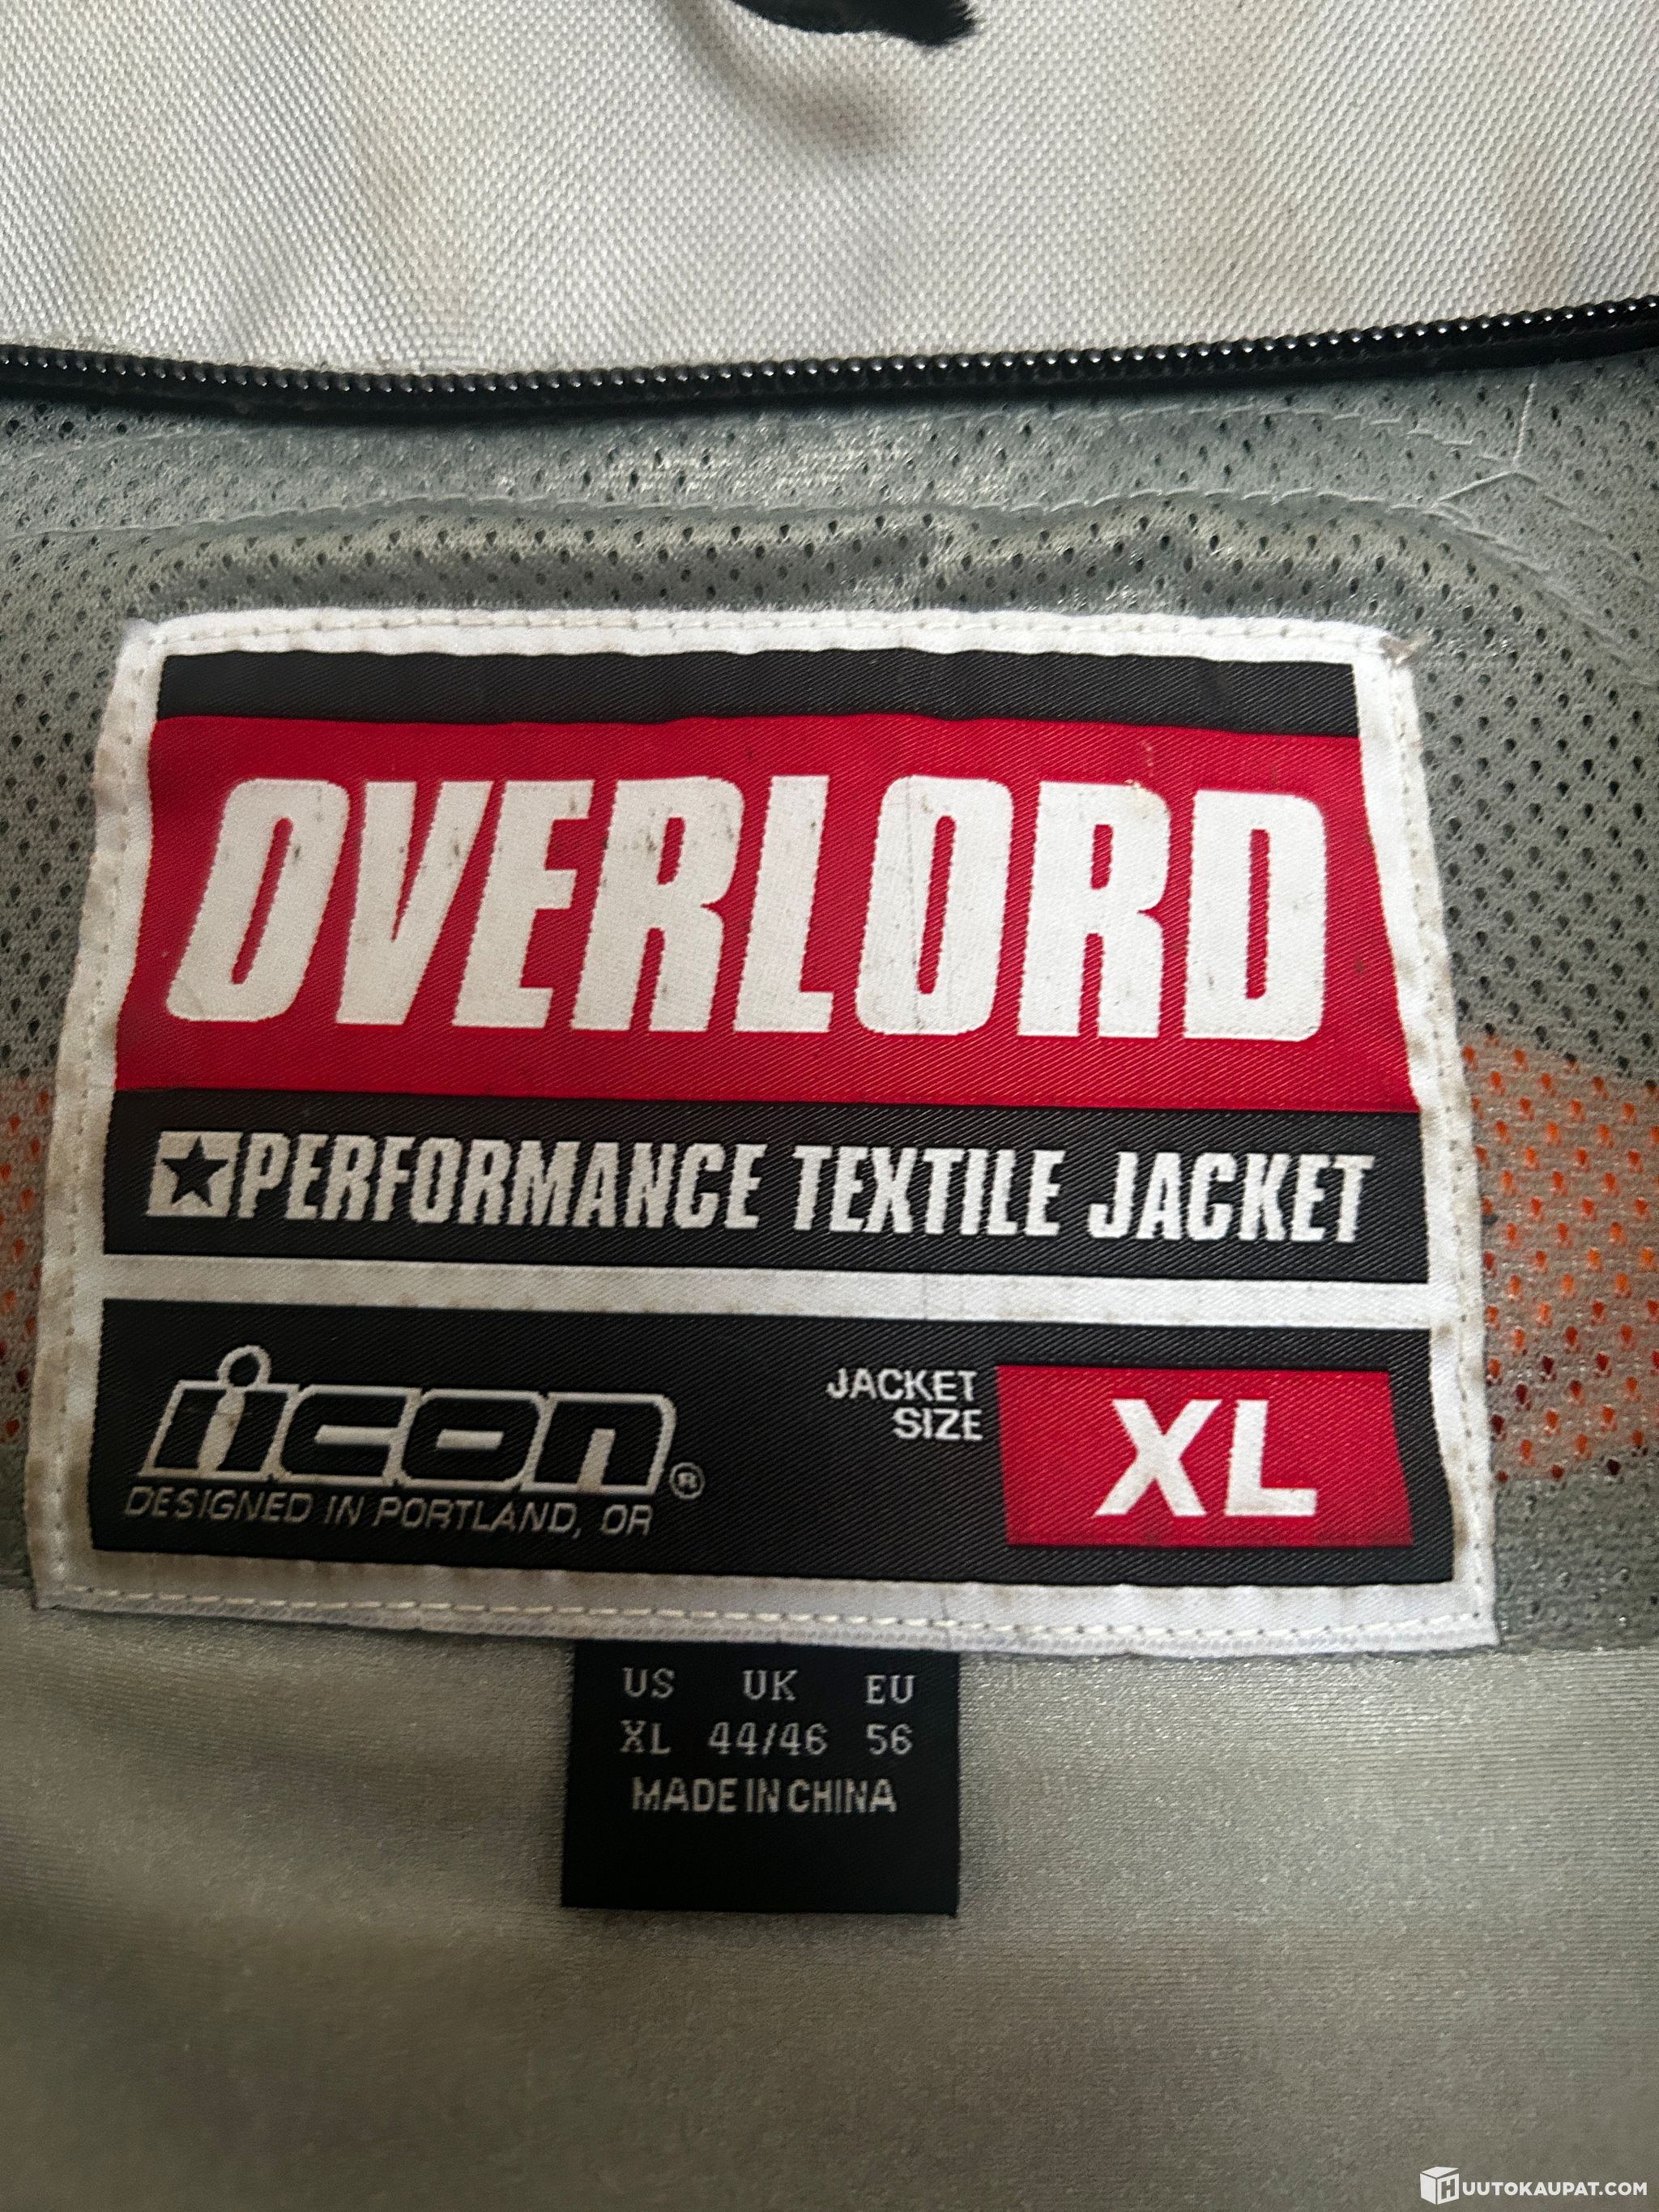 OVERLORD
PERFORMANCE TEXTILE JACKET
icon®
DESIGNED IN PORTLAND, OR
JACKET
SIZE
XL
US UK EU
XL 44/46 56
MADE IN CHINA
HUUTOKAUPAT.COM